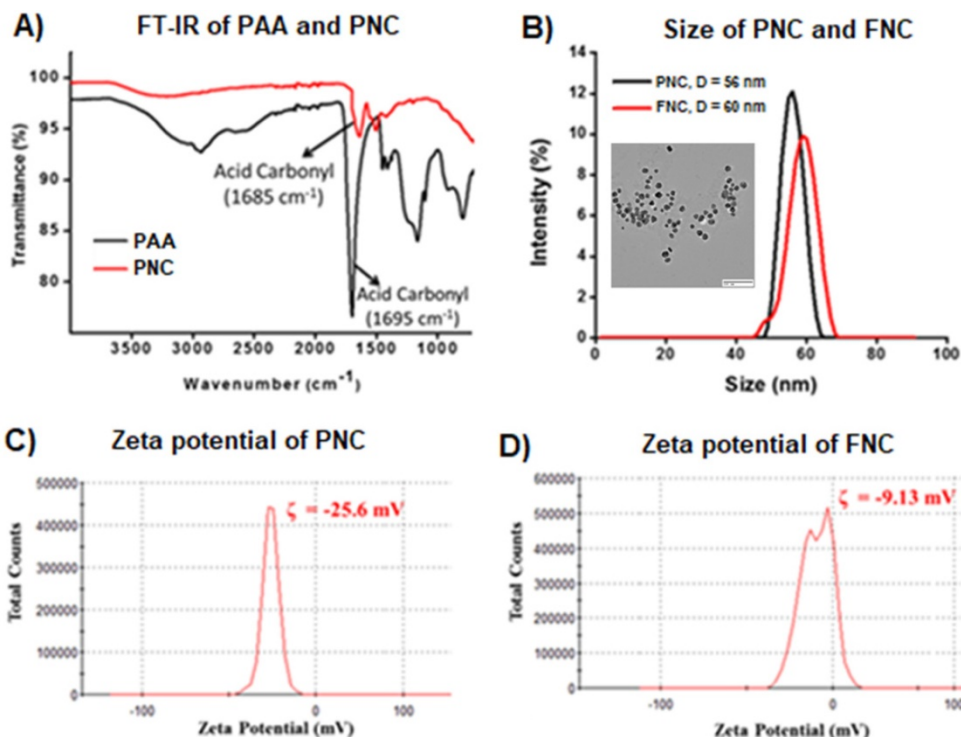 A) FT-IR of PAA and PNC
100
95
90
85
80
Transmittance (%)
Acid Carbonyl
(1685 cm⁻¹)
PAA
PNC
Acid Carbonyl
(1695 cm⁻¹)
3500 2500 1500 1000
Wavenumber (cm⁻¹)
B) Size of PNC and FNC
14
12
10
8
6
4
2
0
Intensity (%)
PNC, D = 56 nm
FNC, D = 60 nm
0 20 40 60 80 100
Size (nm)
C) Zeta potential of PNC
500000
400000
300000
200000
100000
0
Total Counts
ζ = -25.6 mV
-100 0 100
Zeta Potential (mV)
D) Zeta potential of FNC
600000
500000
400000
300000
200000
100000
0
Total Counts
ζ = -9.13 mV
-100 0 100
Zeta Potential (mV)